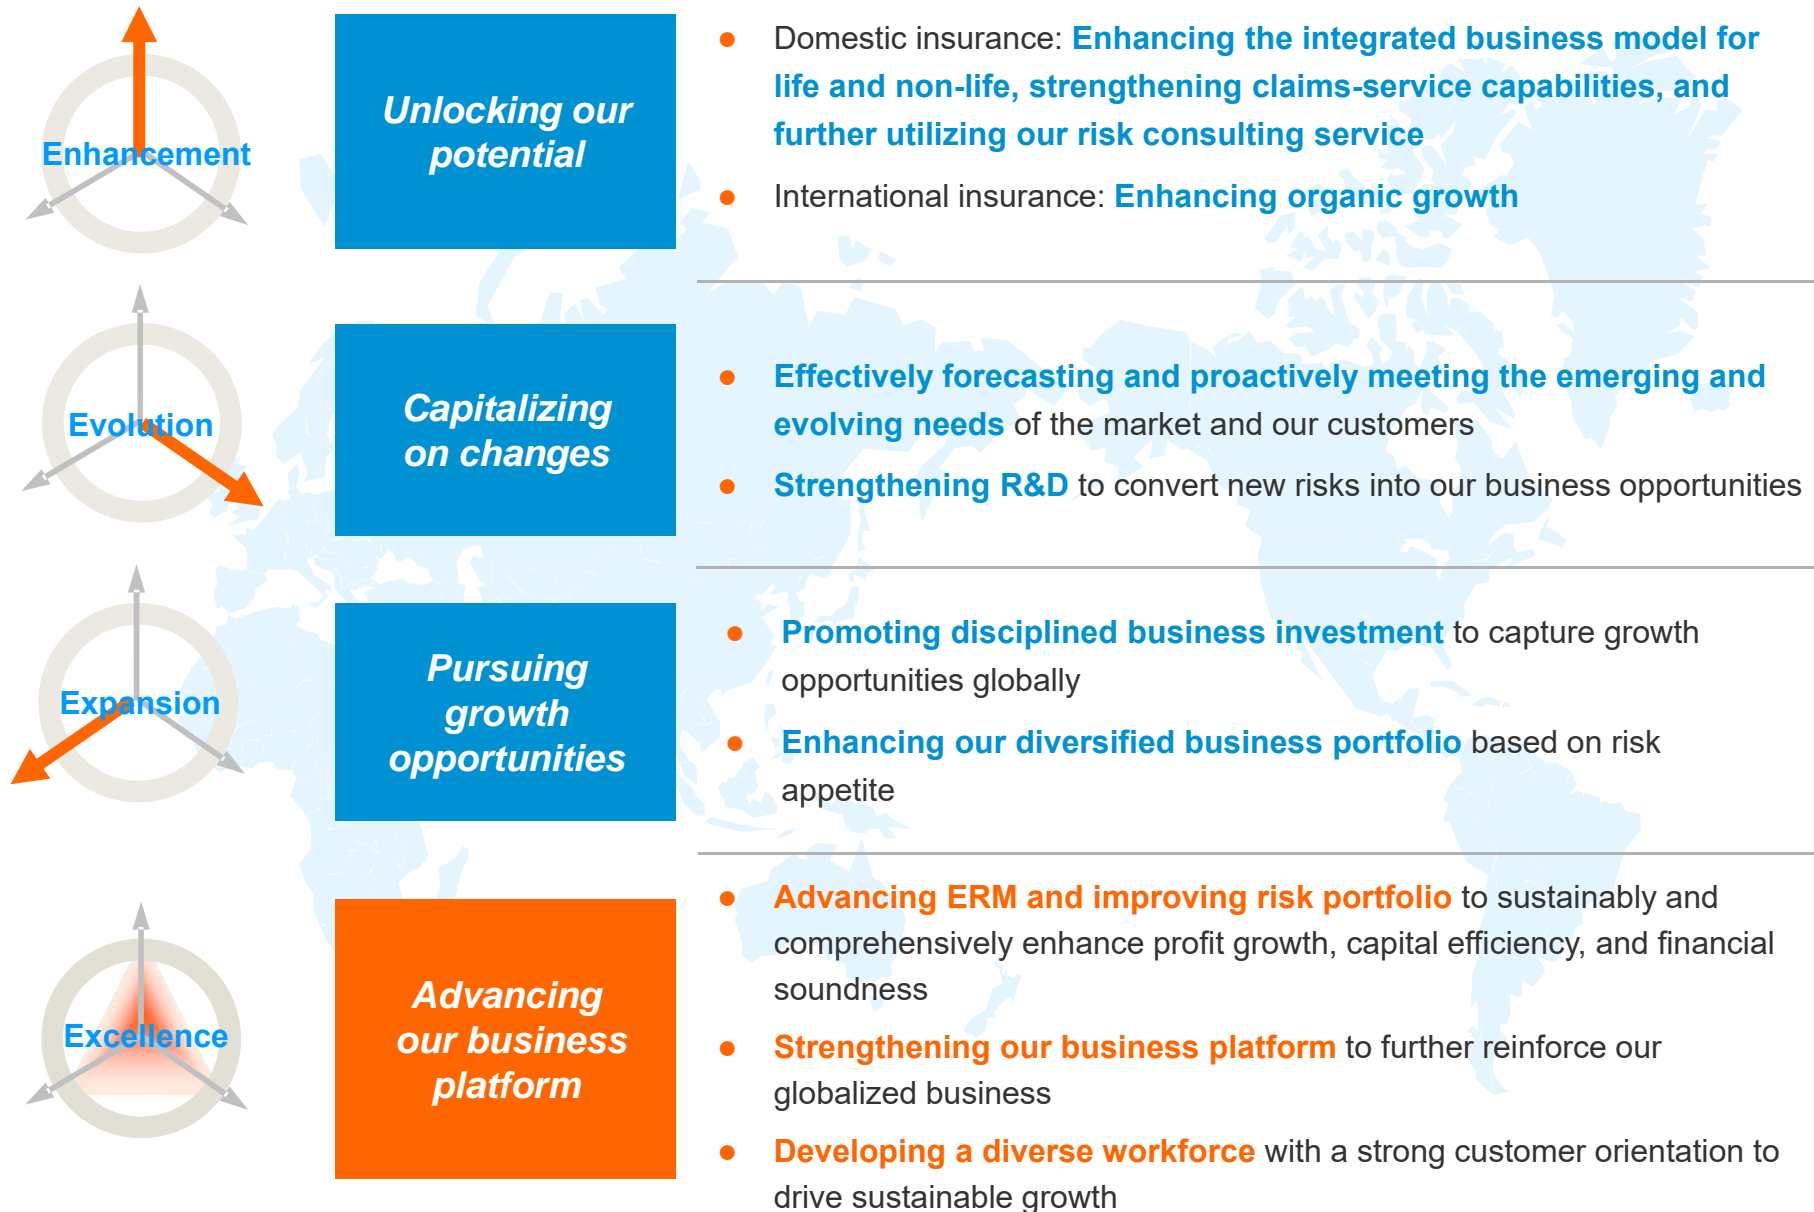 Enhancement
Unlocking our
potential
● Domestic insurance: Enhancing the integrated business model for
life and non-life, strengthening claims-service capabilities, and
further utilizing our risk consulting service
● International insurance: Enhancing organic growth
Evolution
Capitalizing
on changes
● Effectively forecasting and proactively meeting the emerging and
evolving needs of the market and our customers
● Strengthening R&D to convert new risks into our business opportunities
Expansion
Pursuing
growth
opportunities
● Promoting disciplined business investment to capture growth
opportunities globally
● Enhancing our diversified business portfolio based on risk
appetite
Excellence
Advancing
our business
platform
● Advancing ERM and improving risk portfolio to sustainably and
comprehensively enhance profit growth, capital efficiency, and financial
soundness
● Strengthening our business platform to further reinforce our
globalized business
● Developing a diverse workforce with a strong customer orientation to
drive sustainable growth